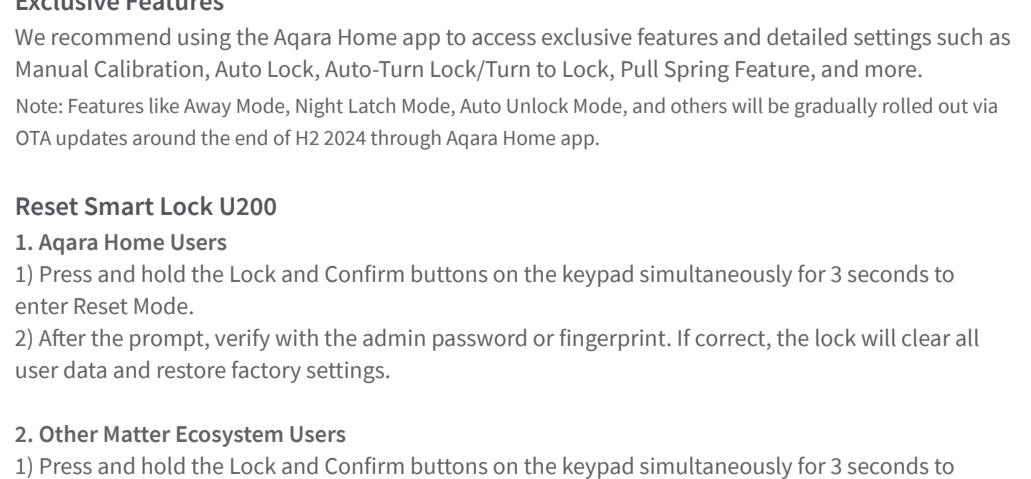 Exclusive Features
We recommend using the Aqara Home app to access exclusive features and detailed settings such as
Manual Calibration, Auto Lock, Auto-Turn Lock/Turn to Lock, Pull Spring Feature, and more.
Note: Features like Away Mode, Night Latch Mode, Auto Unlock Mode, and others will be gradually rolled out via
OTA updates around the end of H2 2024 through Aqara Home app.
Reset Smart Lock U200
1. Aqara Home Users
1) Press and hold the Lock and Confirm buttons on the keypad simultaneously for 3 seconds to
enter Reset Mode.
2) After the prompt, verify with the admin password or fingerprint. If correct, the lock will clear all
user data and restore factory settings.
2. Other Matter Ecosystem Users
1) Press and hold the Lock and Confirm buttons on the keypad simultaneously for 3 seconds to